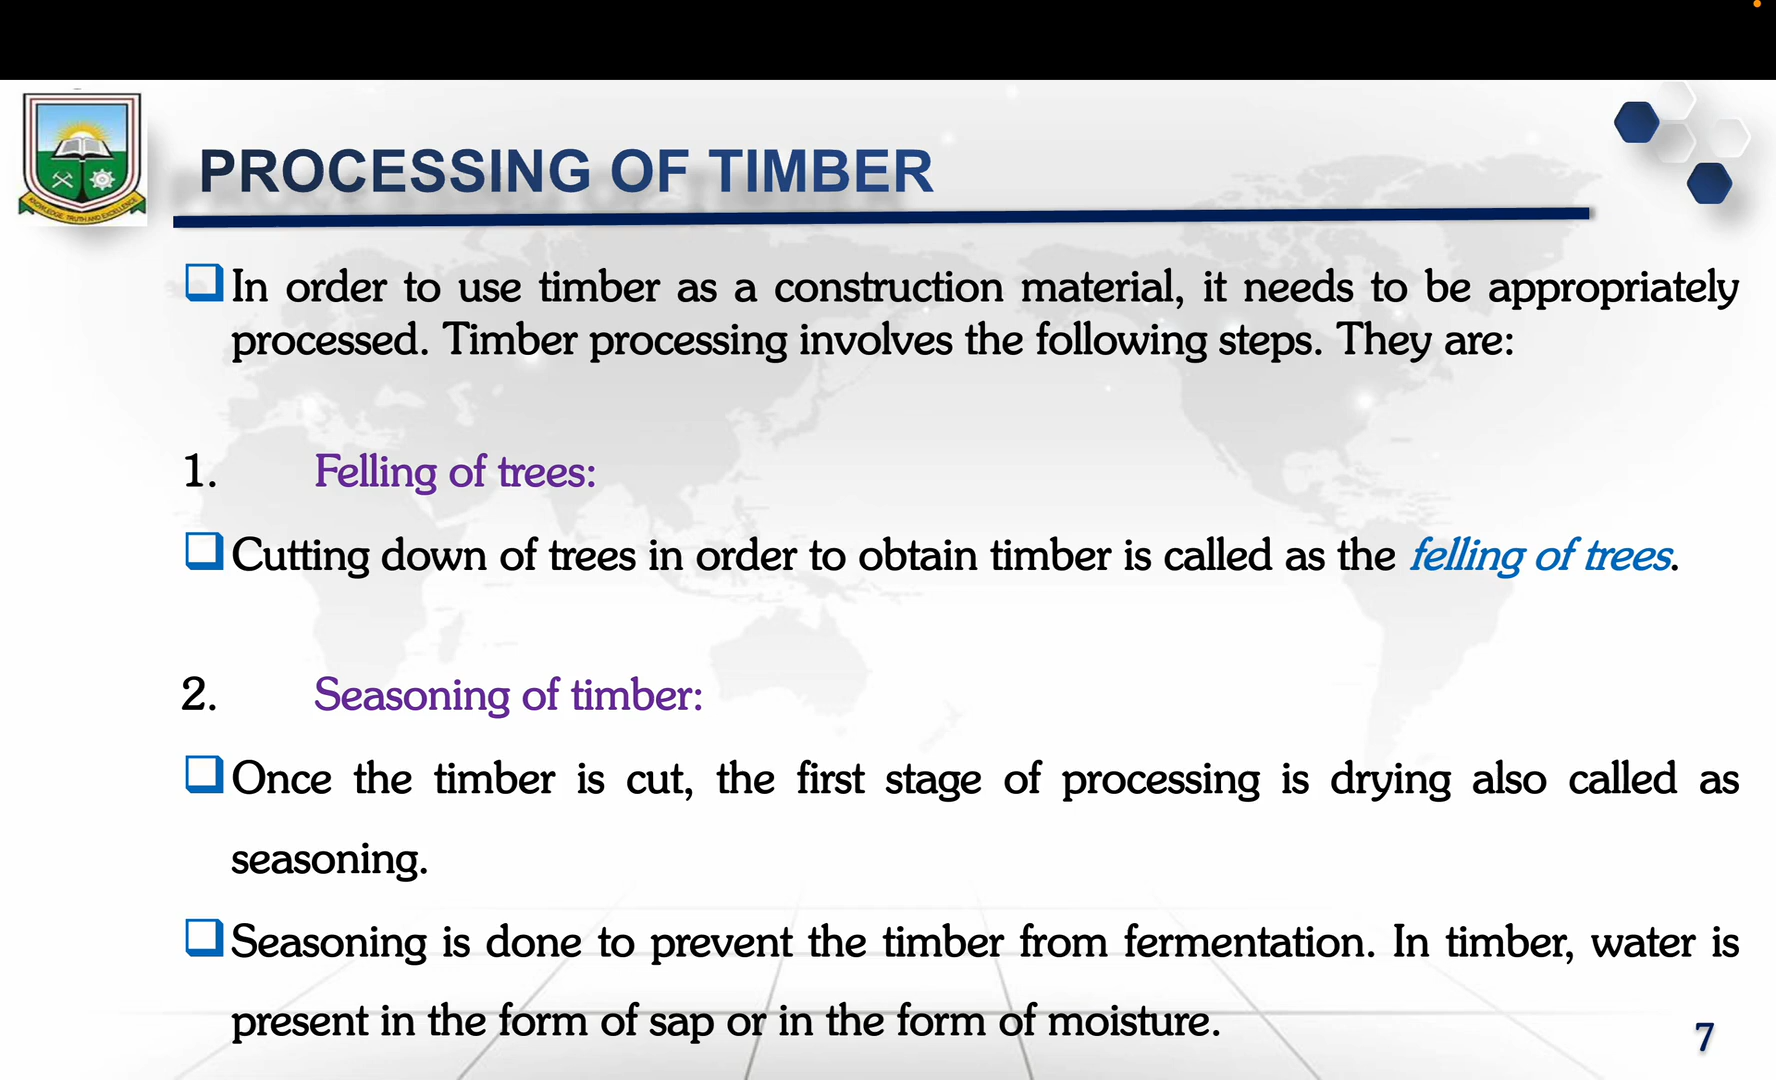 PROCESSING OF TIMBER
In order to use timber as a construction material, it needs to be appropriately
processed. Timber processing involves the following steps. They are:
1. Felling of trees:
Cutting down of trees in order to obtain timber is called as the felling of trees.
2. Seasoning of timber:
Once the timber is cut, the first stage of processing is drying also called as
seasoning.
Seasoning is done to prevent the timber from fermentation. In timber, water is
present in the form of sap or in the form of moisture.
7
KNOWLEDGE, TRUTH AND EXCELLENCE